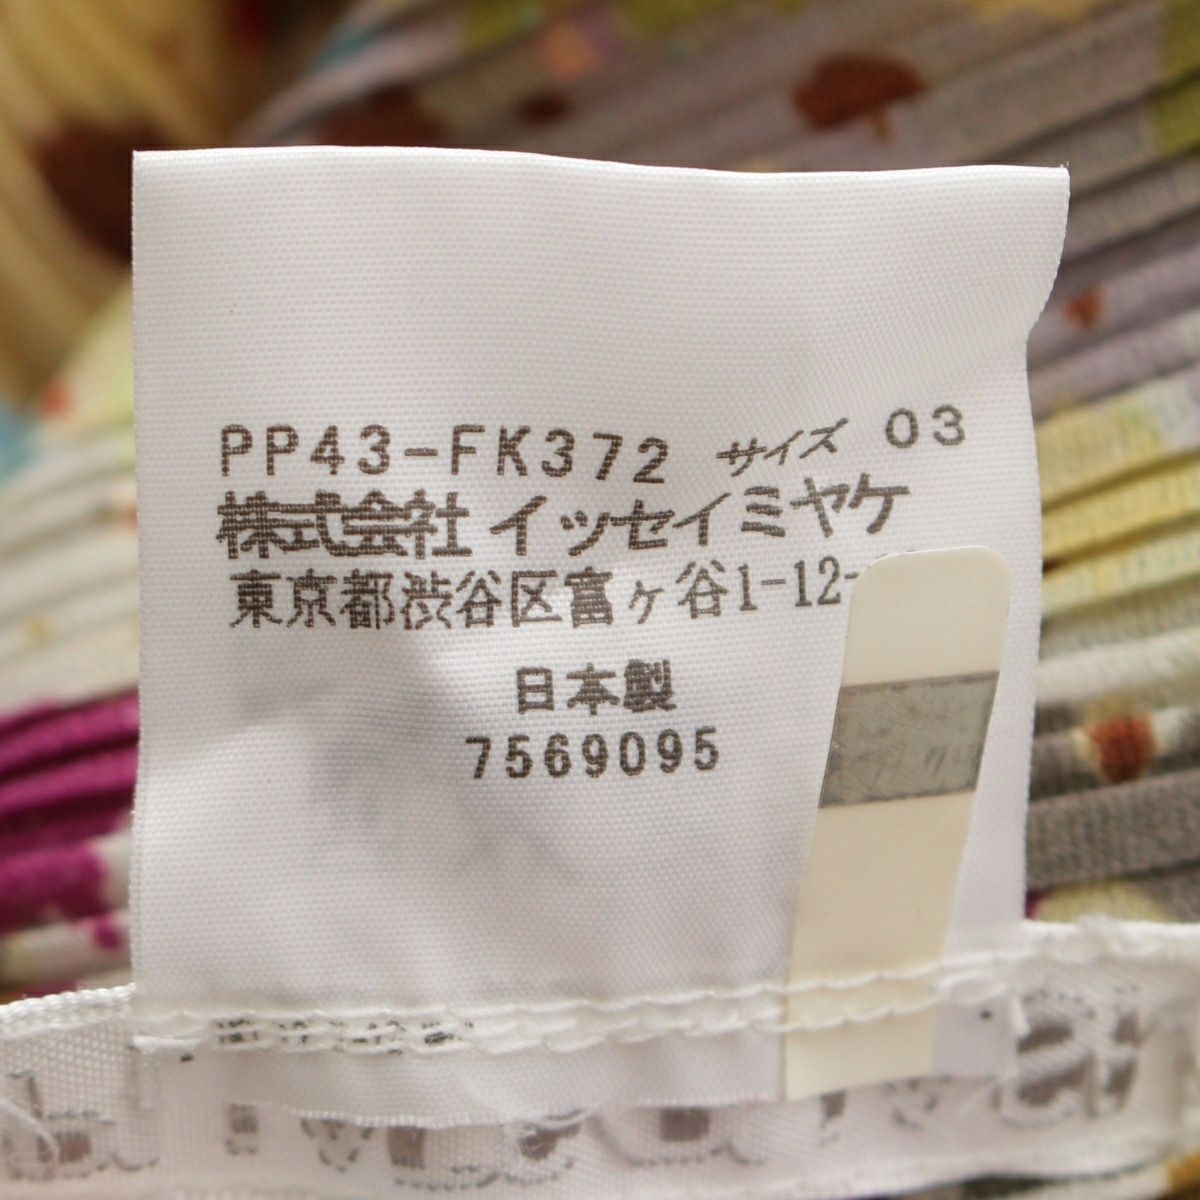 PP43-FK372 サイズ 03
株式会社イッセイミヤケ
東京都渋谷区富ヶ谷1-12-
日本製
7569095